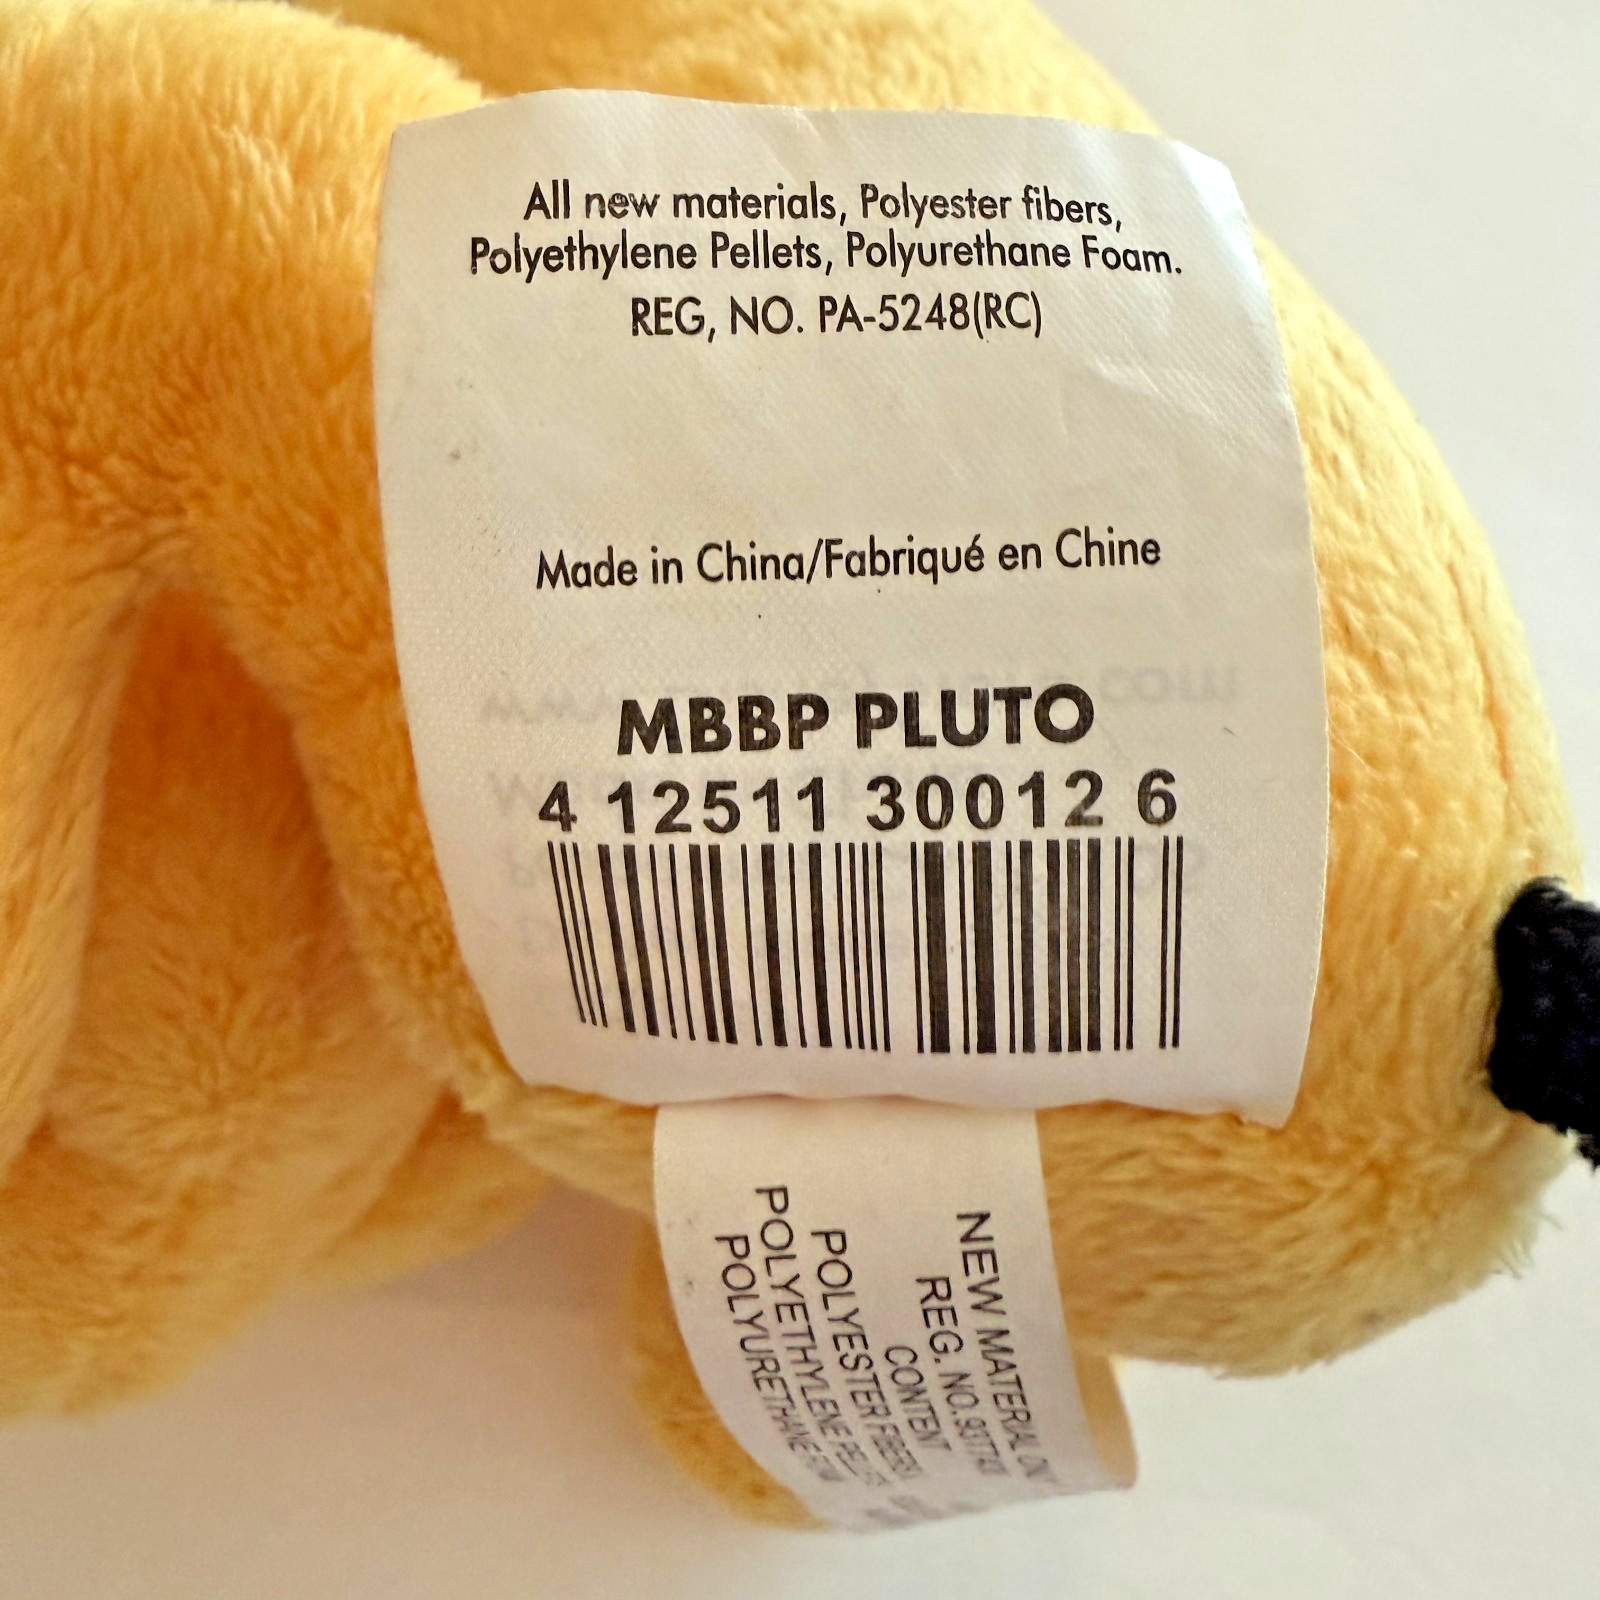 All new materials, Polyester fibers,
Polyethylene Pellets, Polyurethane Foam.
REG, NO. PA-5248(RC)
Made in China/Fabriqué en Chine
MBBP PLUTO
4 12511 30012 6
NEW MATERIAL
REG. NO.
CONTENT
POLYESTER FIBERS
POLYETHYLENE
POLYURETHANE